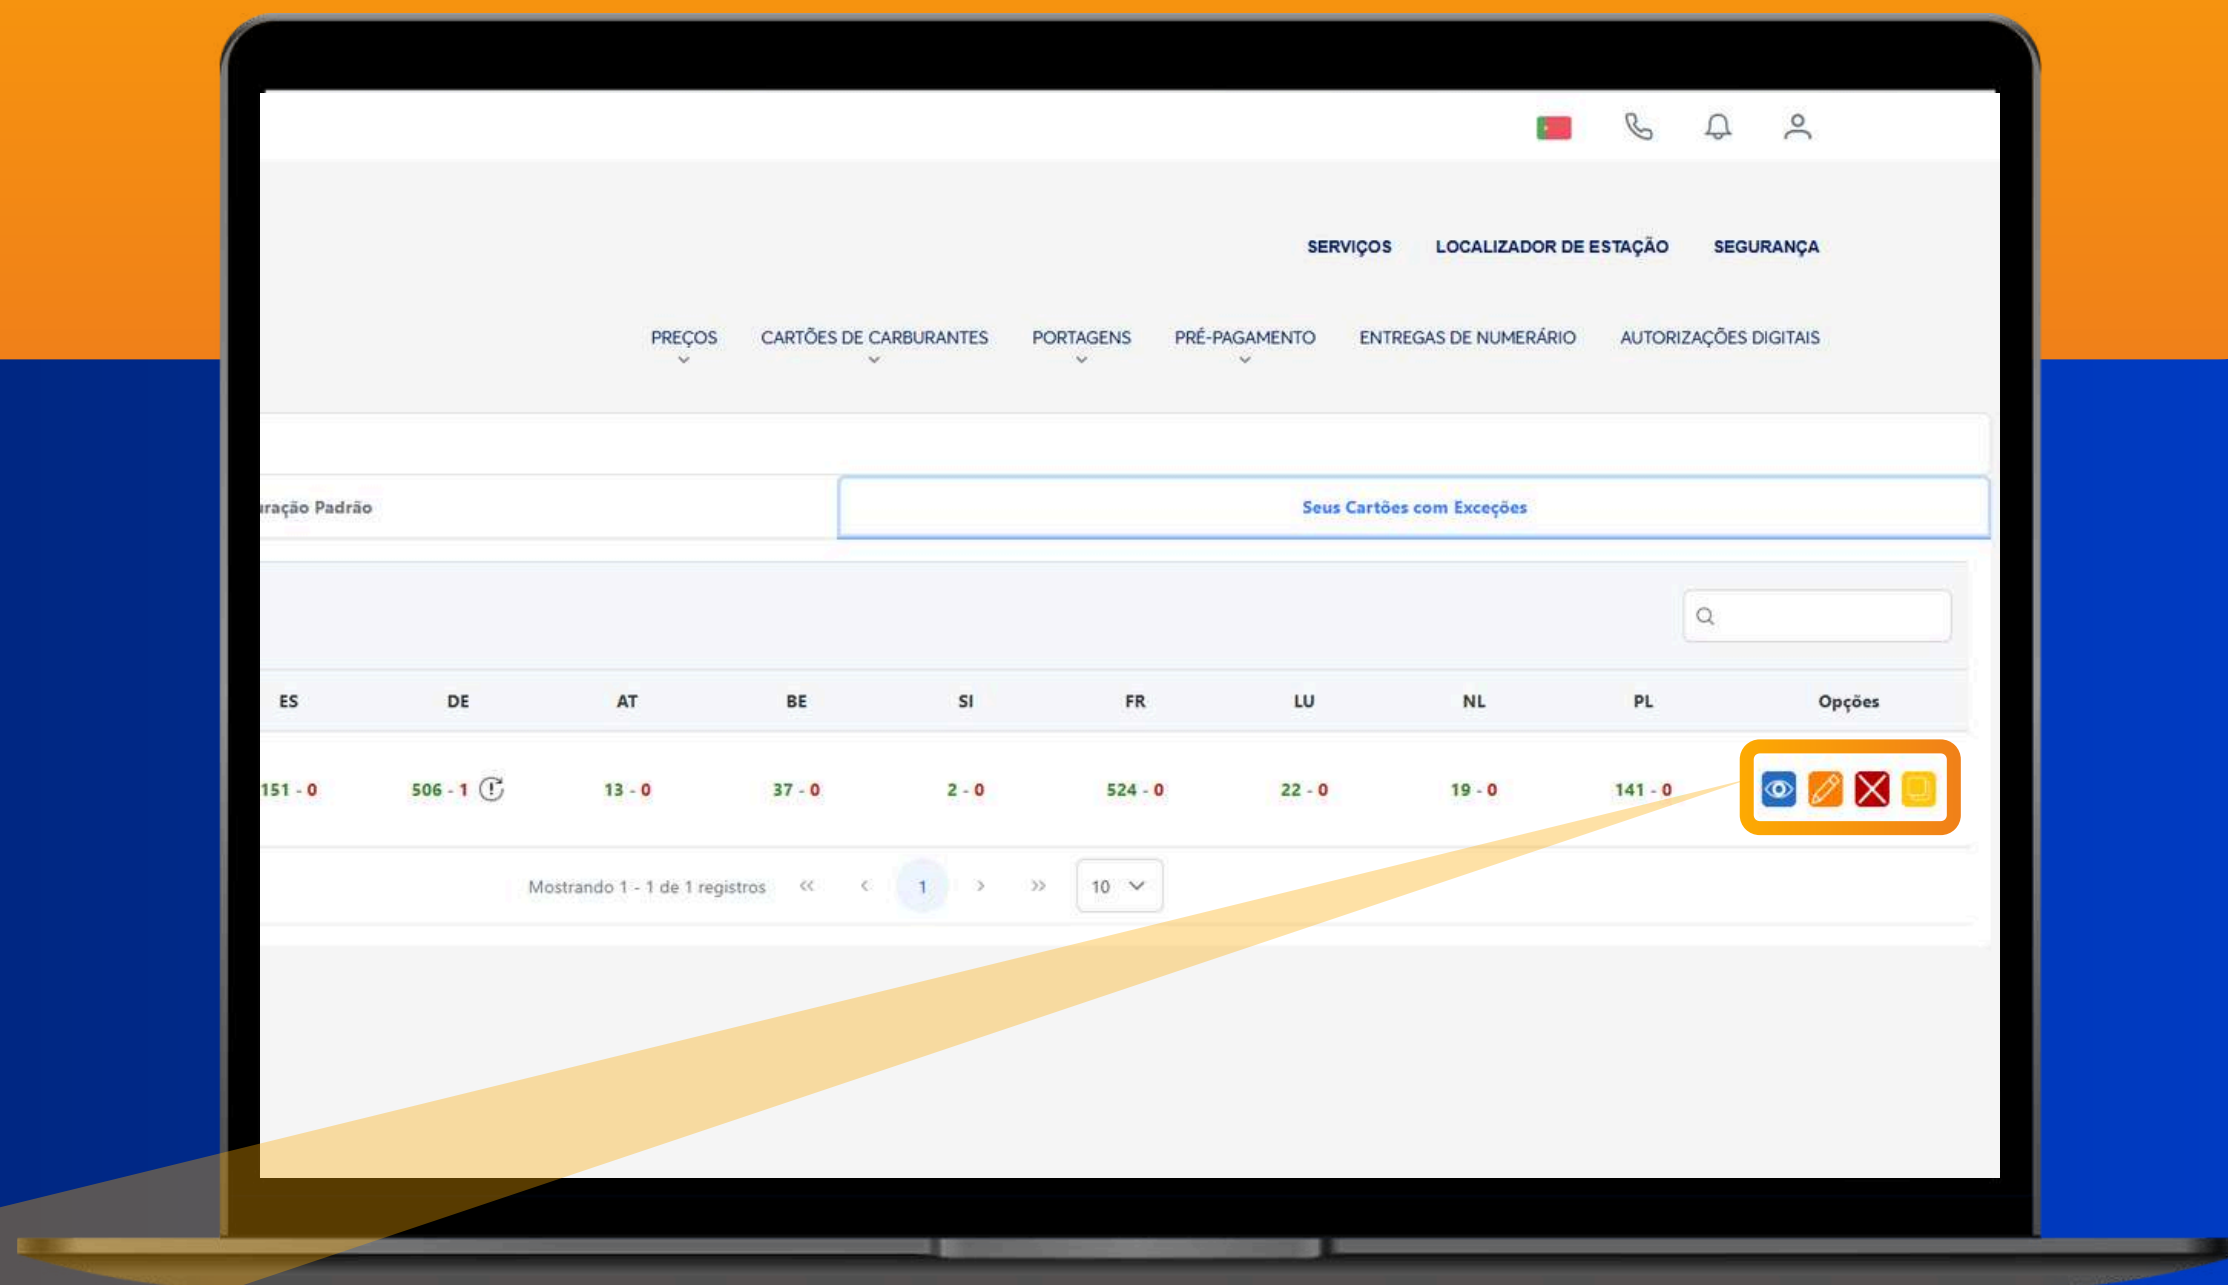 SERVIÇOS LOCALIZADOR DE ESTAÇÃO SEGURANÇA
PREÇOS CARTÕES DE CARBURANTES PORTAGENS PRÉ-PAGAMENTO ENTREGAS DE NUMERÁRIO AUTORIZAÇÕES DIGITAIS
uração Padrão Seus Cartões com Exceções
ES DE AT BE SI FR LU NL PL Opções
151 - 0 506 - 1 13 - 0 37 - 0 2 - 0 524 - 0 22 - 0 19 - 0 141 - 0
Mostrando 1 - 1 de 1 registros << < 1 > >> 10